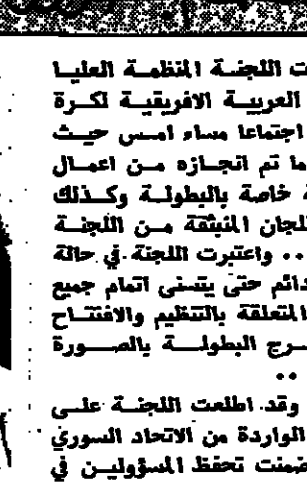 ت اللجنة المنظمة العليا
العربية الافريقية لكرة
اجتماعا مساء امس حيث
ما تم انجازه من اعمال
ة خاصة بالبطولة وكذلك
للجان المنبثقة من اللجنة
.. واعتبرت اللجنة في حالة
دائم حتى يتسنى اتمام جميع
المتعلقة بالتنظيم والافتتاح
ـرج البطولة بالصورة
..
وقد اطلعت اللجنة على
الواردة من الاتحاد السوري
ضمنت تحفظ المسؤولين في